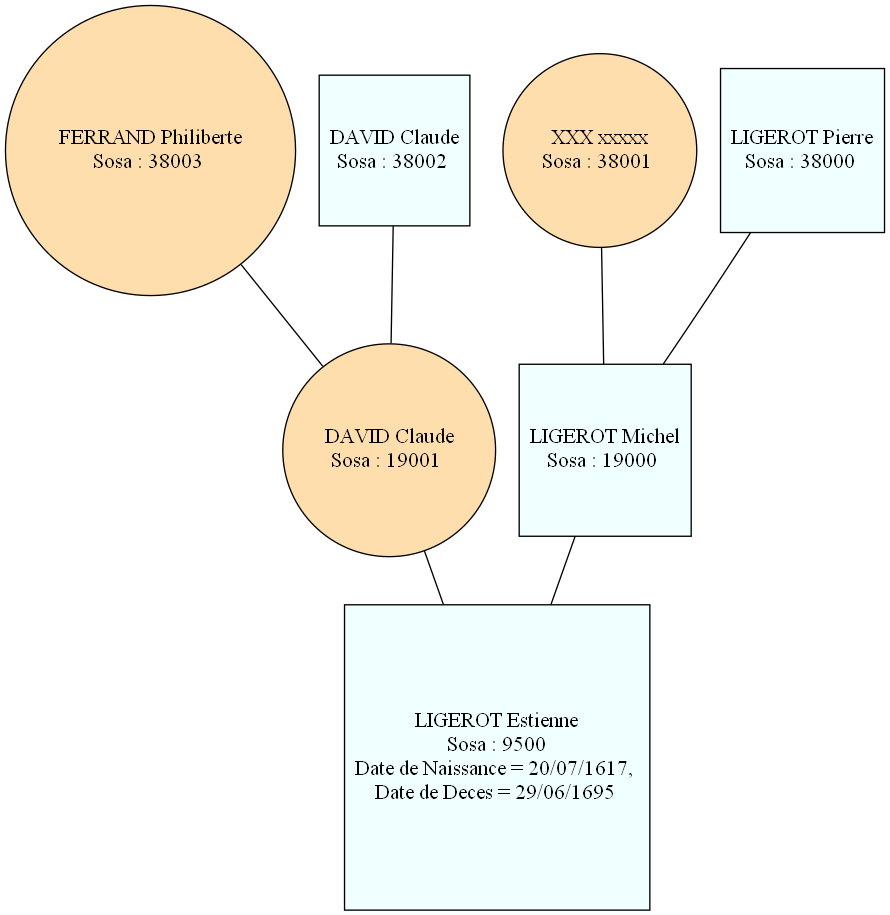 FERRAND Philiberte
Sosa : 38003
DAVID Claude
Sosa : 38002
XXX xxxxx
Sosa : 38001
LIGEROT Pierre
Sosa : 38000
DAVID Claude
Sosa : 19001
LIGEROT Michel
Sosa : 19000
LIGEROT Estienne
Sosa : 9500
Date de Naissance = 20/07/1617,
Date de Deces = 29/06/1695